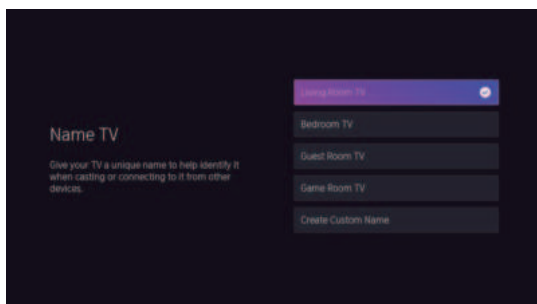 Name TV
Give your TV a unique name to help identify it
when casting or connecting to it from other
devices.
Living Room TV
Bedroom TV
Guest Room TV
Game Room TV
Create Custom Name